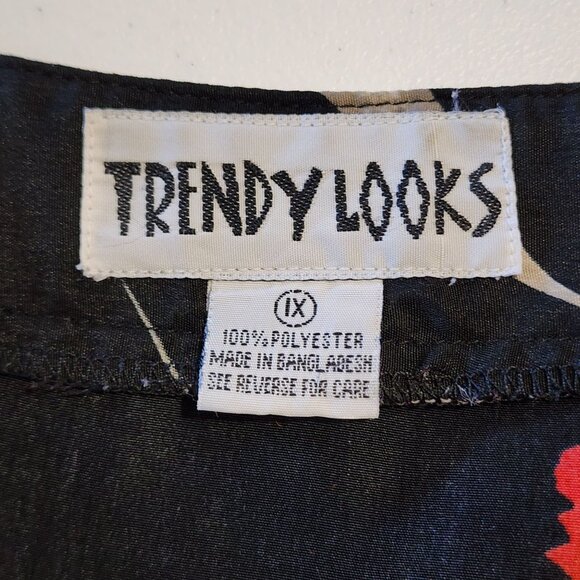 TRENDY LOOKS
1X
100% POLYESTER
MADE IN BANGLADESH
SEE REVERSE FOR CARE